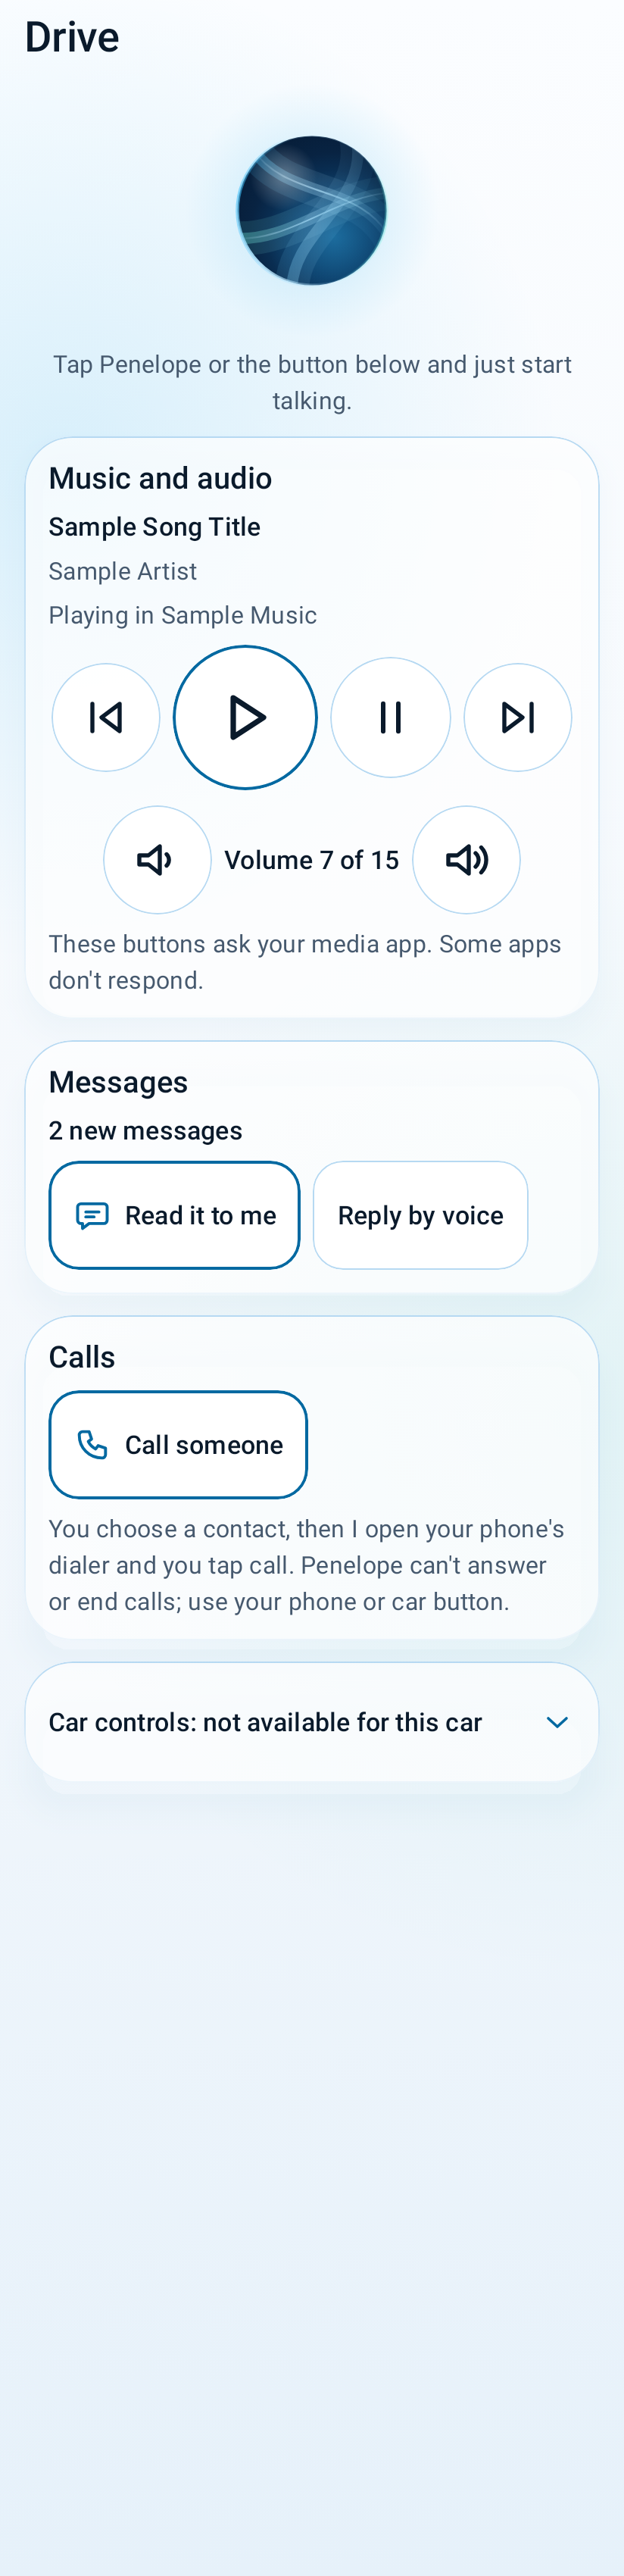 Drive
Tap Penelope or the button below and just start
talking.
Music and audio
Sample Song Title
Sample Artist
Playing in Sample Music
Volume 7 of 15
These buttons ask your media app. Some apps
don't respond.
Messages
2 new messages
Read it to me
Reply by voice
Calls
Call someone
You choose a contact, then I open your phone's
dialer and you tap call. Penelope can't answer
or end calls; use your phone or car button.
Car controls: not available for this car